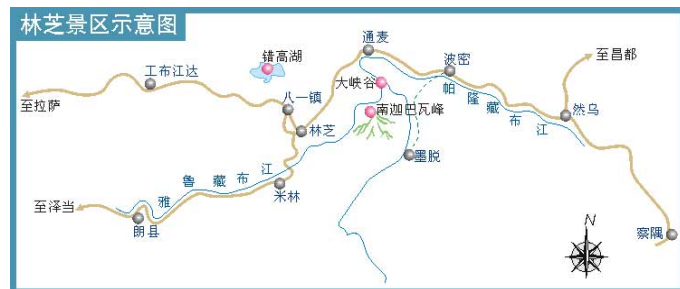 林芝景区示意图
通麦
错高湖
波密
至昌都
工布江达
大峡谷
帕隆藏布江
至拉萨
八一镇
南迦巴瓦峰
然乌
林芝
墨脱
雅鲁藏布江
米林
至泽当
朗县
N
察隅